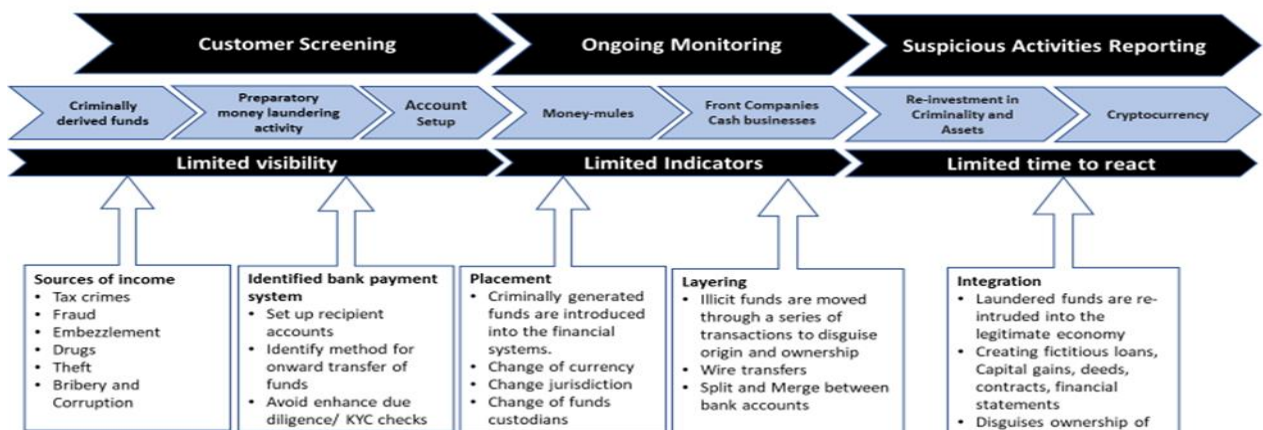 Customer Screening
Ongoing Monitoring
Suspicious Activities Reporting
Criminally
derived funds
Preparatory
money laundering
activity
Account
Setup
Money-mules
Front Companies
Cash businesses
Re-investment in
Criminality and
Assets
Cryptocurrency
Limited visibility
Limited Indicators
Limited time to react
Sources of income
• Tax crimes
• Fraud
• Embezzlement
• Drugs
• Theft
• Bribery and
Corruption
Identified bank payment
system
• Set up recipient
accounts
• Identify method for
onward transfer of
funds
• Avoid enhance due
diligence/ KYC checks
Placement
• Criminally generated
funds are introduced
into the financial
systems.
• Change of currency
• Change jurisdiction
• Change of funds
custodians
Layering
• Illicit funds are moved
through a series of
transactions to disguise
origin and ownership
• Wire transfers
• Split and Merge between
bank accounts
Integration
• Laundered funds are re-
intruded into the
legitimate economy
• Creating fictitious loans,
Capital gains, deeds,
contracts, financial
statements
• Disguises ownership of